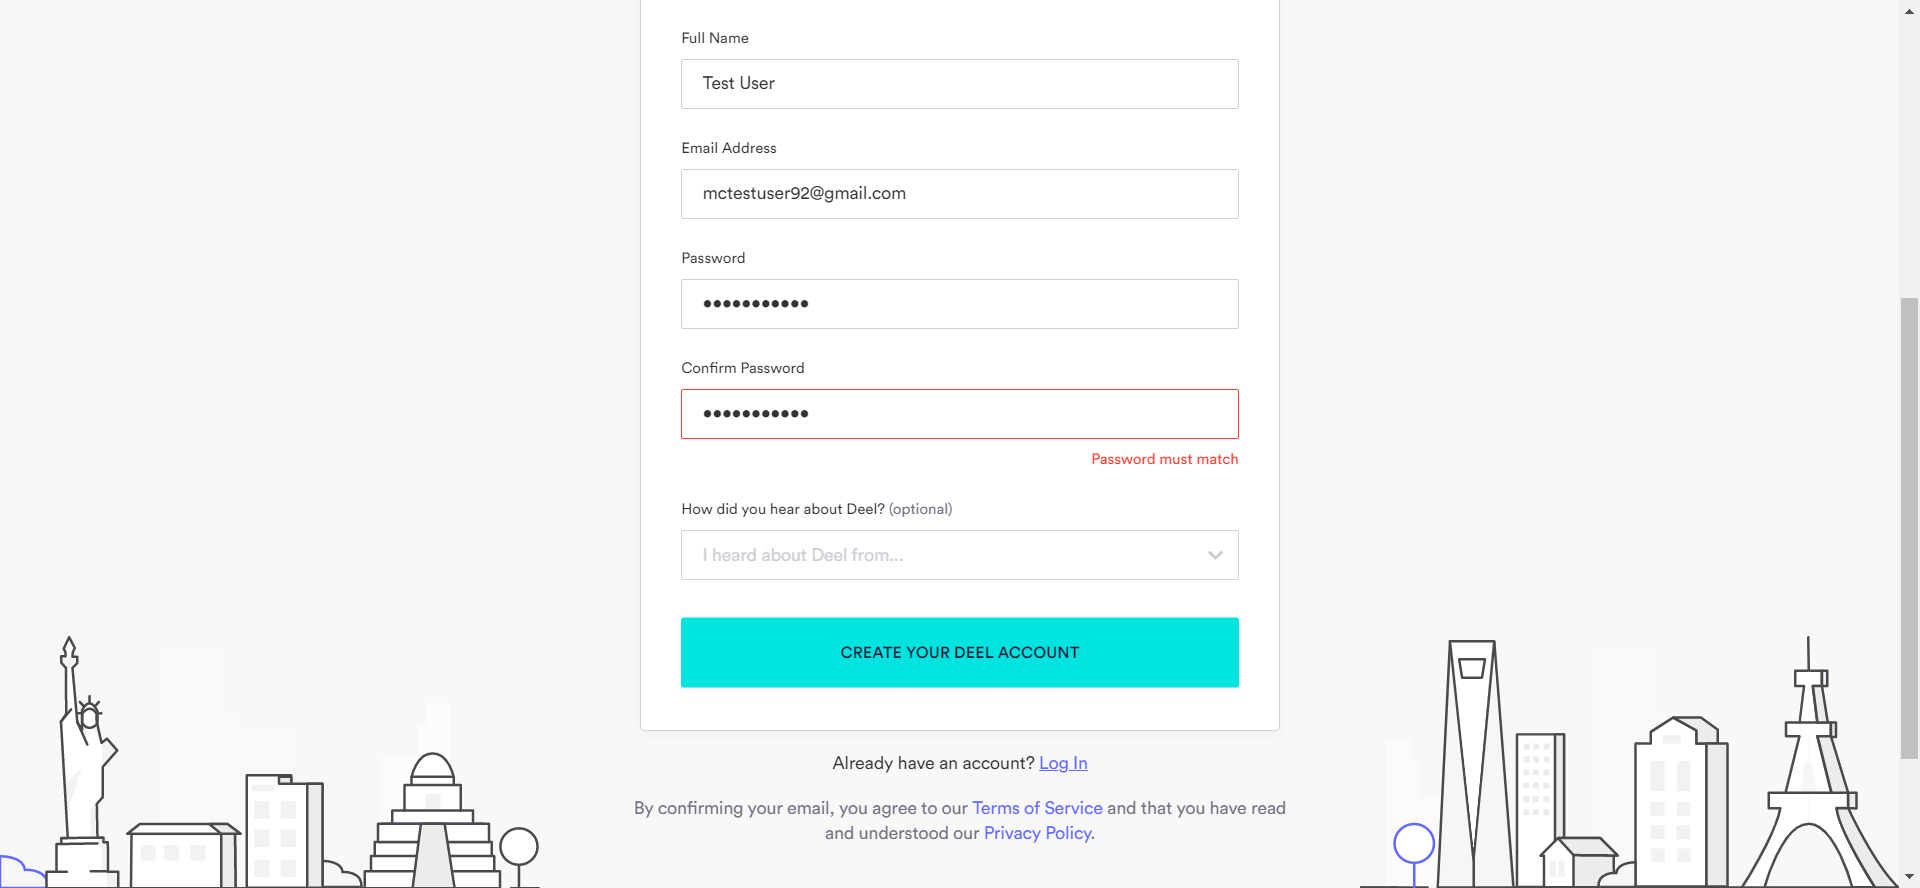 Full Name
Test User
Email Address
mctestuser92@gmail.com
Password
•••••••••••
Confirm Password
•••••••••••
Password must match
How did you hear about Deel? (optional)
I heard about Deel from...
CREATE YOUR DEEL ACCOUNT
Already have an account? Log In
By confirming your email, you agree to our Terms of Service and that you have read
and understood our Privacy Policy.